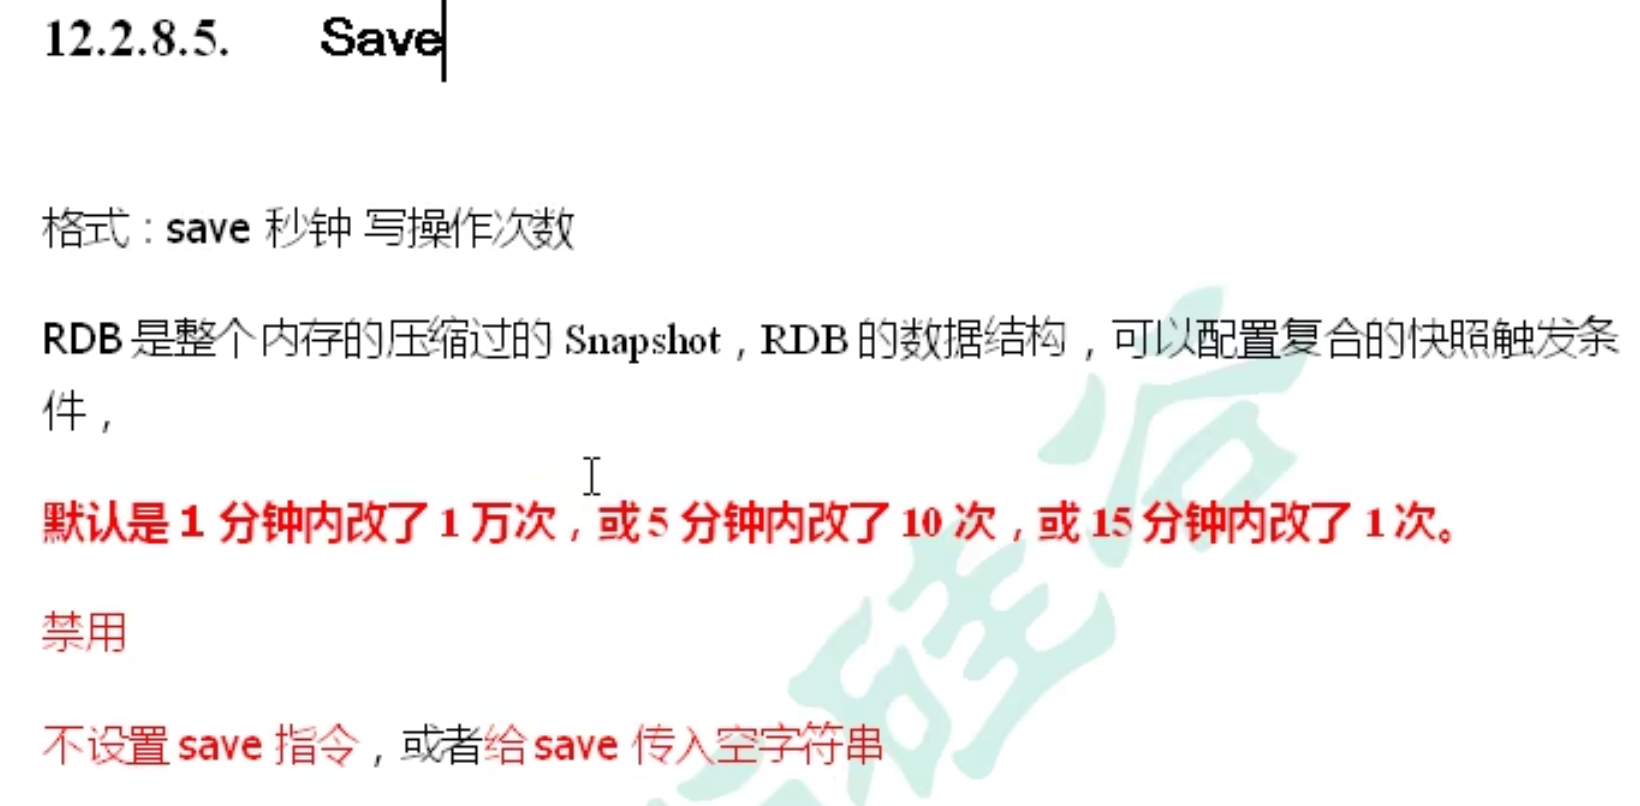 12.2.8.5. Save
格式：save 秒钟 写操作次数
RDB 是整个内存的压缩过的 Snapshot，RDB 的数据结构，可以配置复合的快照触发条
件，
默认是 1 分钟内改了 1 万次，或 5 分钟内改了 10 次，或 15 分钟内改了 1 次。
禁用
不设置 save 指令，或者给 save 传入空字符串
硅谷